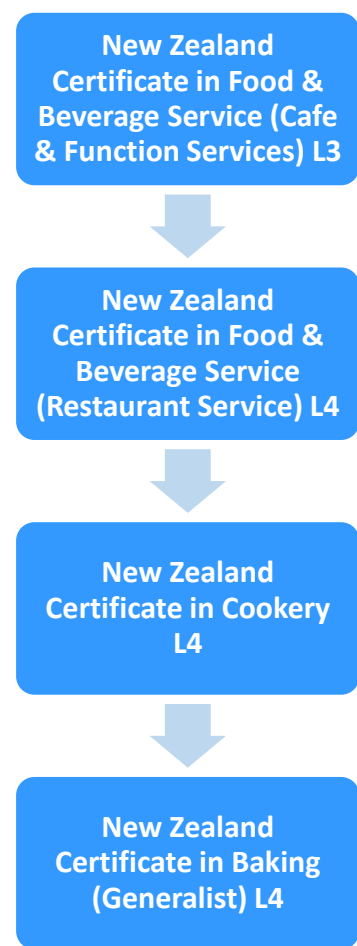 New Zealand
Certificate in Food &
Beverage Service (Cafe
& Function Services) L3
New Zealand
Certificate in Food &
Beverage Service
(Restaurant Service) L4
New Zealand
Certificate in Cookery
L4
New Zealand
Certificate in Baking
(Generalist) L4